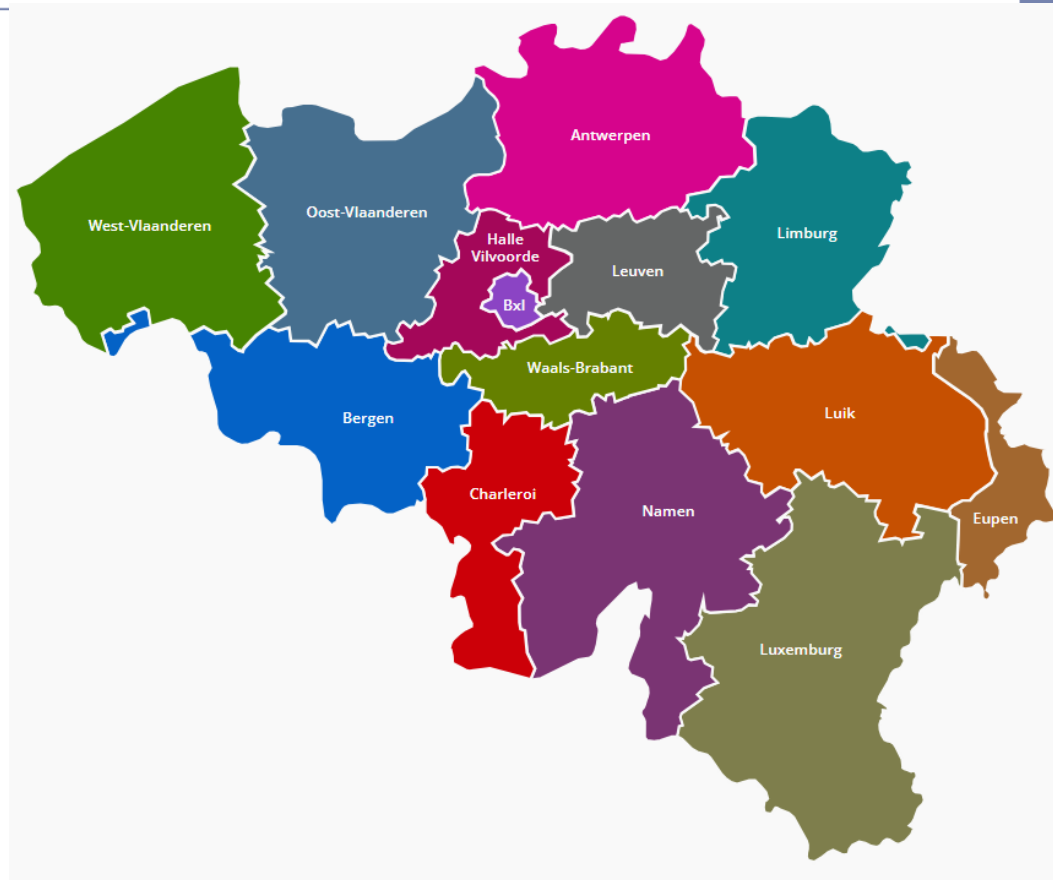 Antwerpen
West-Vlaanderen
Oost-Vlaanderen
Halle
Vilvoorde
Limburg
Leuven
Bxl
Waals-Brabant
Bergen
Luik
Charleroi
Namen
Eupen
Luxemburg